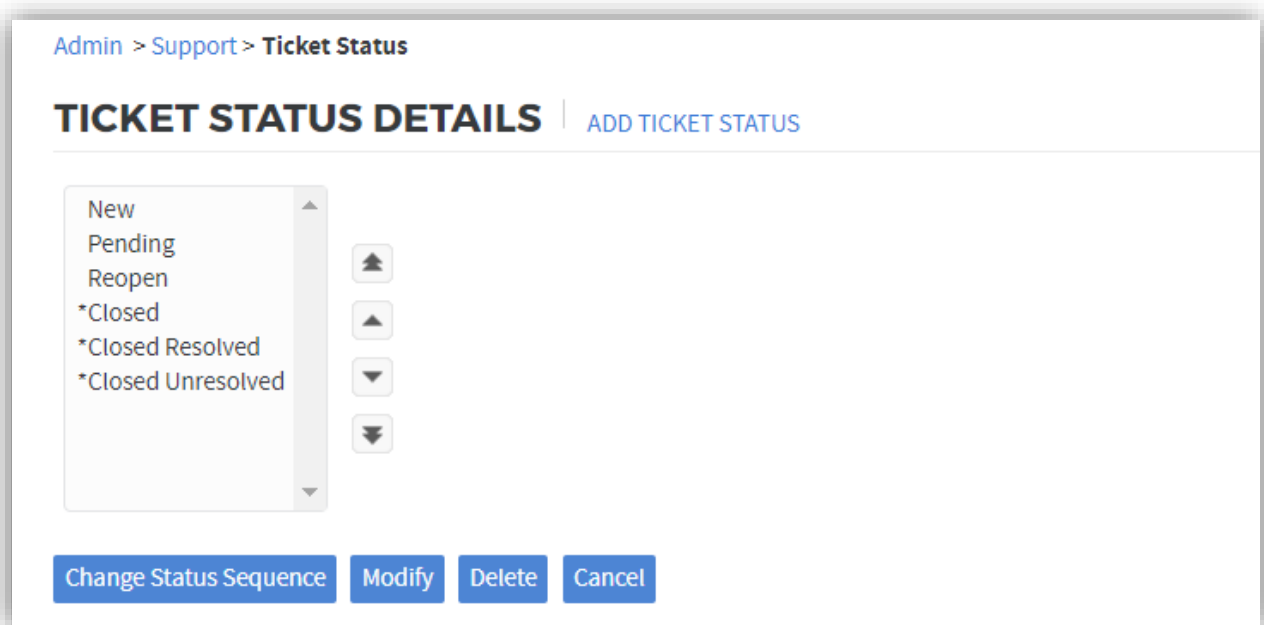 Admin > Support > Ticket Status
TICKET STATUS DETAILS
ADD TICKET STATUS
New
Pending
Reopen
*Closed
*Closed Resolved
*Closed Unresolved
Change Status Sequence Modify Delete Cancel